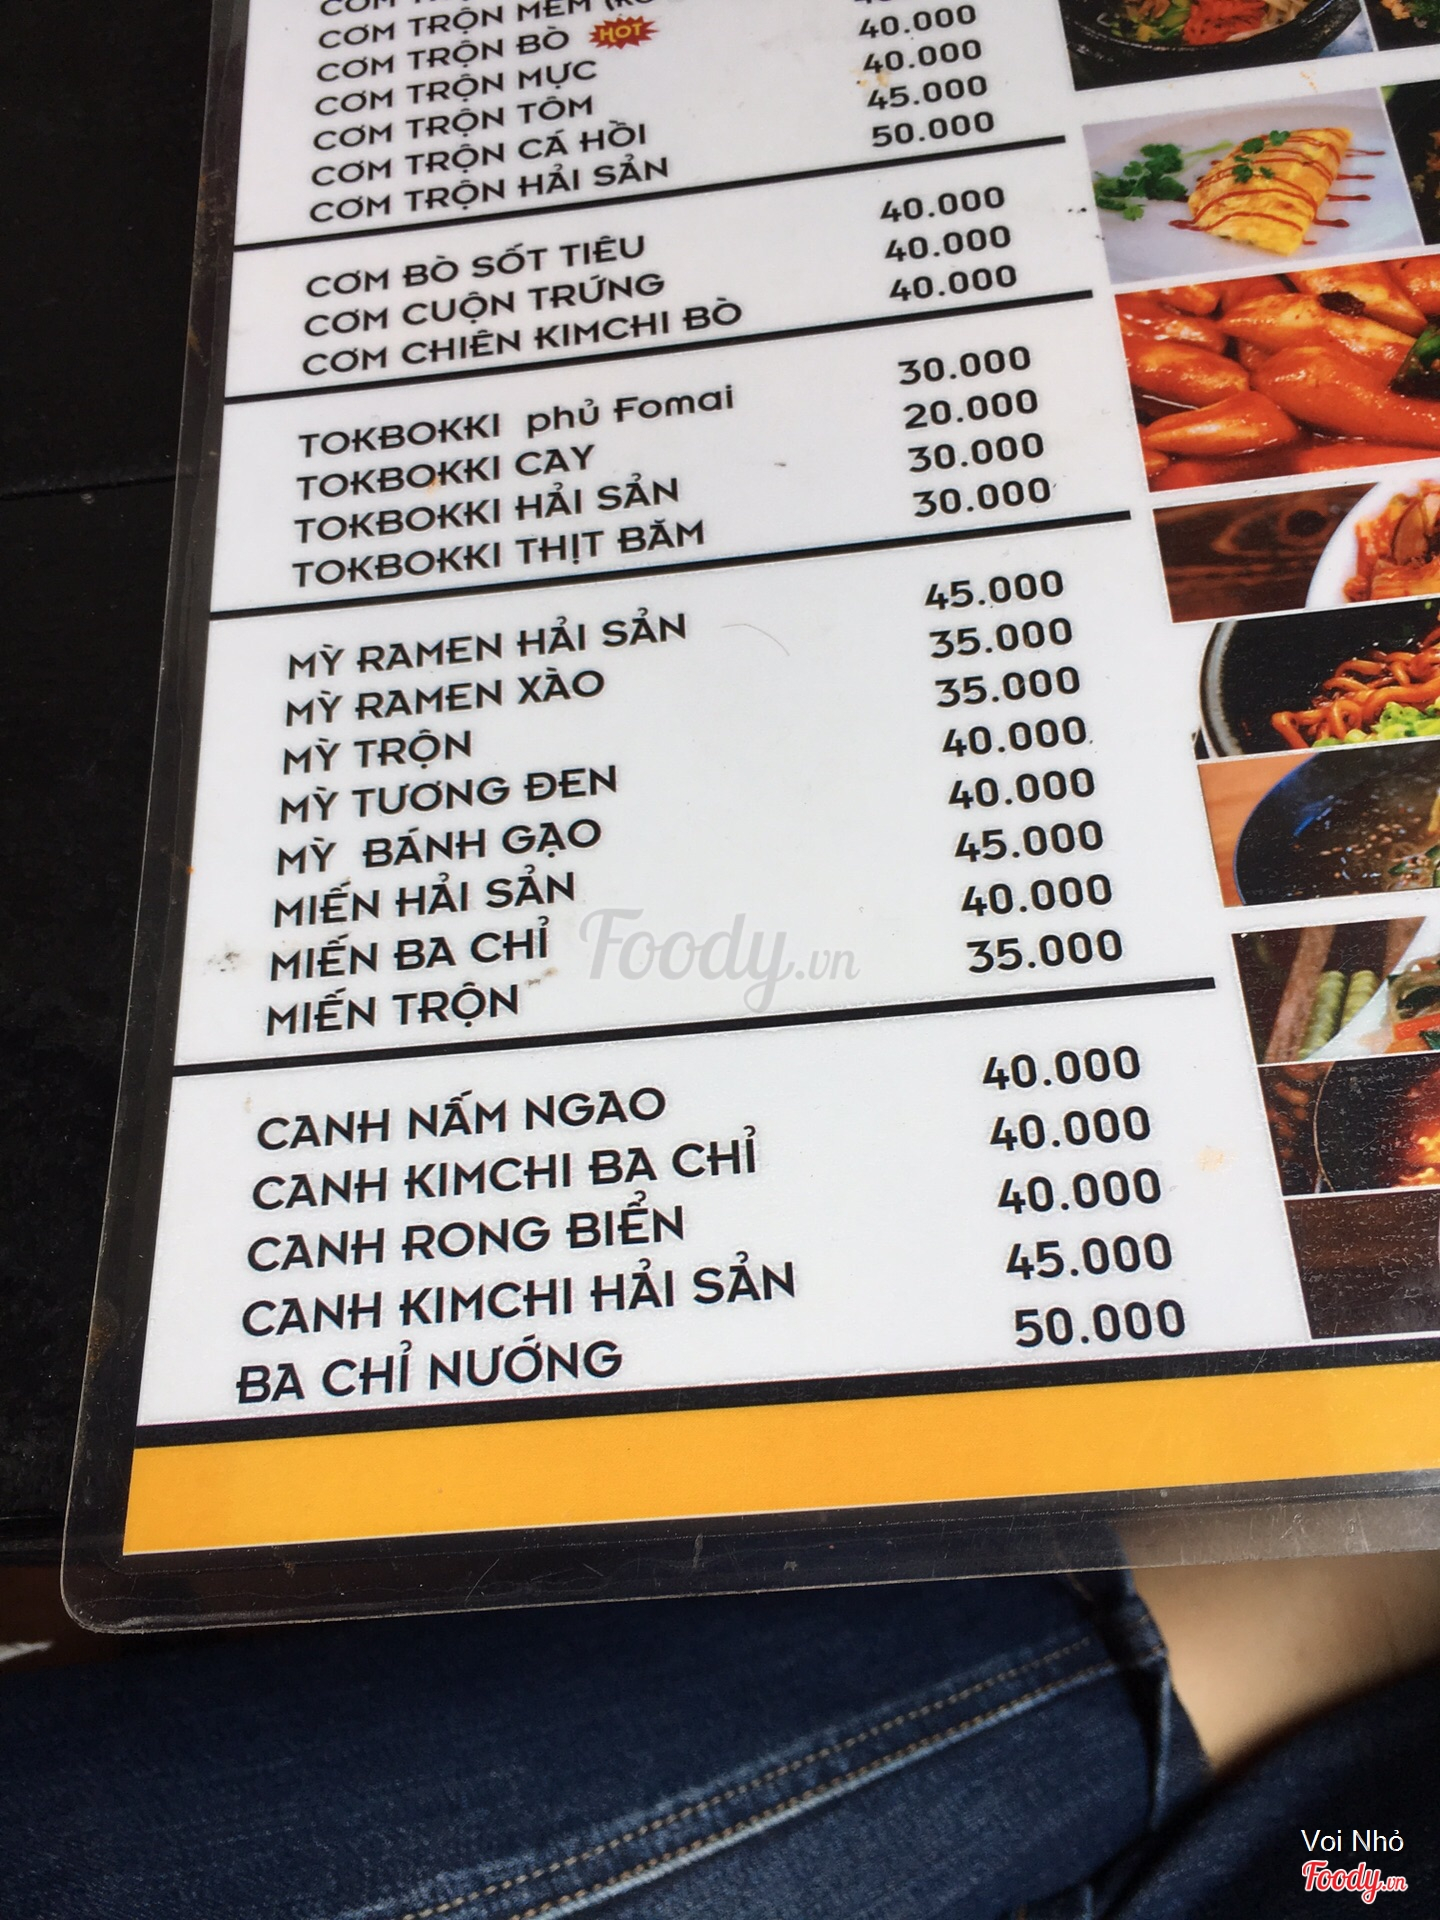 CƠM TRỘN MỀM
CƠM TRỘN BÒ HOT
CƠM TRỘN MỰC 40.000
CƠM TRỘN TÔM 40.000
CƠM TRỘN CÁ HỒI 45.000
CƠM TRỘN HẢI SẢN 50.000
CƠM BÒ SỐT TIÊU 40.000
CƠM CUỘN TRỨNG 40.000
CƠM CHIÊN KIMCHI BÒ 40.000
TOKBOKKI phủ Fomai 30.000
TOKBOKKI CAY 20.000
TOKBOKKI HẢI SẢN 30.000
TOKBOKKI THỊT BĂM 30.000
MỲ RAMEN HẢI SẢN 45.000
MỲ RAMEN XÀO 35.000
MỲ TRỘN 35.000
MỲ TƯƠNG ĐEN 40.000
MỲ BÁNH GẠO 40.000
MIẾN HẢI SẢN 45.000
MIẾN BA CHỈ 40.000
MIẾN TRỘN 35.000
Foody.vn
CANH NẤM NGAO 40.000
CANH KIMCHI BA CHỈ 40.000
CANH RONG BIỂN 40.000
CANH KIMCHI HẢI SẢN 45.000
BA CHỈ NƯỚNG 50.000
Voi Nhỏ
Foody.vn